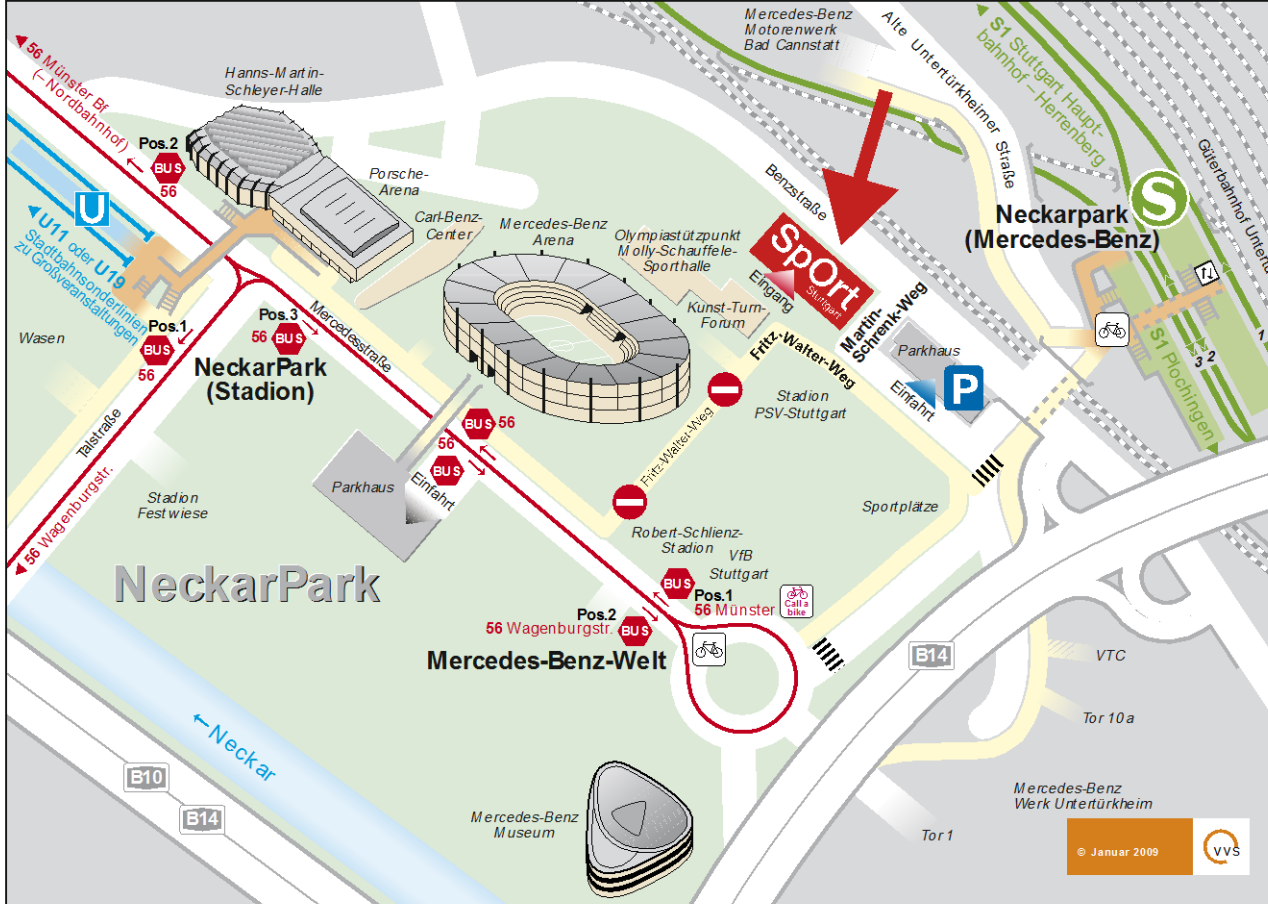 Mercedes-Benz
Motorenwerk
Bad Cannstatt
Alte Untertürkheimer Straße
S1 Stuttgart Haupt-
bahnhof – Herrenberg
Güterbahnhof
56 Münster Bf
(– Nordbahnhof)
Hanns-Martin-
Schleyer-Halle
Pos.2
BUS
56
Porsche-
Arena
Carl-Benz-
Center
Mercedes-Benz
Arena
Benzstraße
Olympiastützpunkt
Molly-Schauffele-
Sporthalle
SpOrt
Stuttgart
Eingang
Kunst-Turn-
Forum
Neckarpark
(Mercedes-Benz)
S
U
U11 oder U19
Stadtbahnsonderlinien
zu Großveranstaltungen
Wasen
Pos.1
BUS
56
Pos.3
56 BUS
Mercedesstraße
NeckarPark
(Stadion)
Martin-
Schrenk-Weg
Fritz-Walter-Weg
Parkhaus
Einfahrt
P
Stadion
PSV-Stuttgart
S1 Plochingen
3 2
1
Talstraße
56 Wagenburgstr.
BUS 56
56
BUS
Parkhaus
Einfahrt
Fritz-Walter-Weg
Stadion
Festwiese
Sportplätze
Robert-Schlienz-
Stadion
VfB
Stuttgart
NeckarPark
BUS
Pos.1
56 Münster
Call a
bike
Pos.2
56 Wagenburgstr. BUS
Mercedes-Benz-Welt
B14
VTC
Tor 10a
Neckar
B10
B14
Mercedes-Benz
Museum
Mercedes-Benz
Werk Untertürkheim
Tor 1
© Januar 2009
VVS